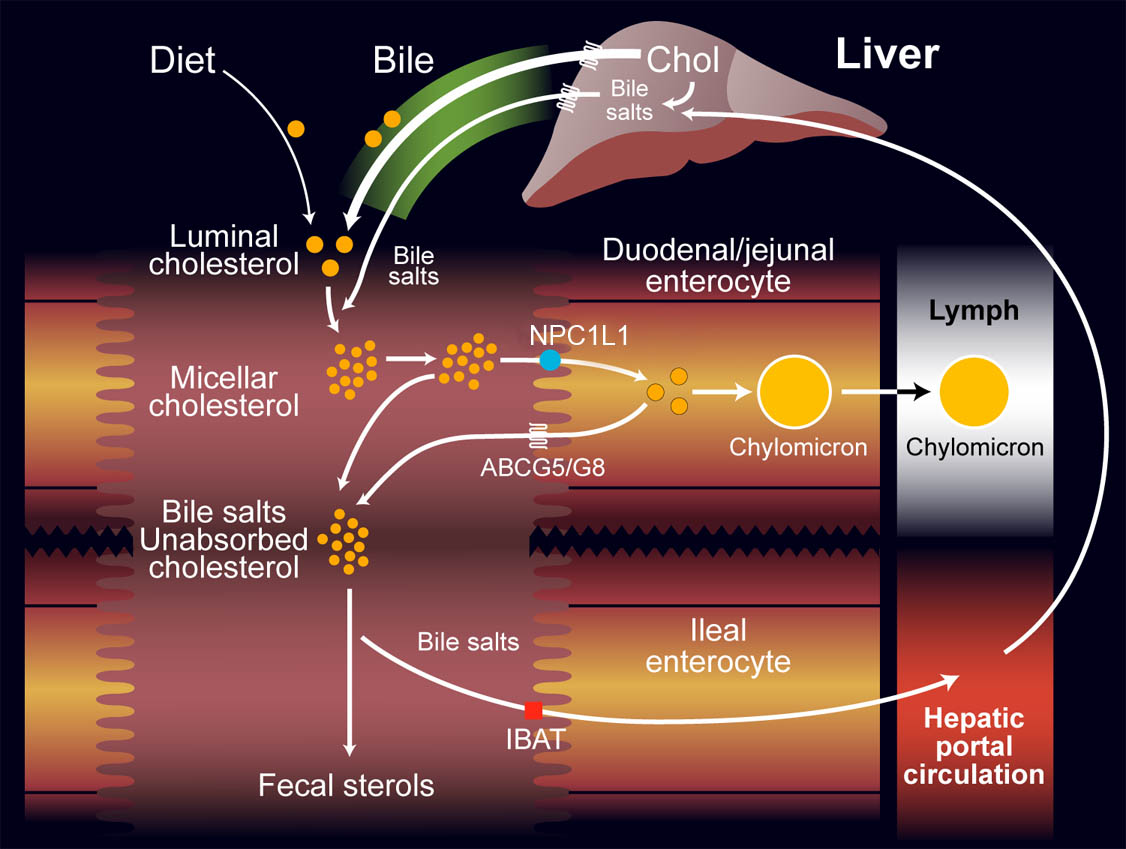 Diet
Bile
Chol
Liver
Bile
salts
Luminal
cholesterol
Bile
salts
Duodenal/jejunal
enterocyte
Lymph
NPC1L1
Micellar
cholesterol
Chylomicron
Chylomicron
ABCG5/G8
Bile salts
Unabsorbed
cholesterol
Bile salts
Ileal
enterocyte
IBAT
Hepatic
portal
circulation
Fecal sterols